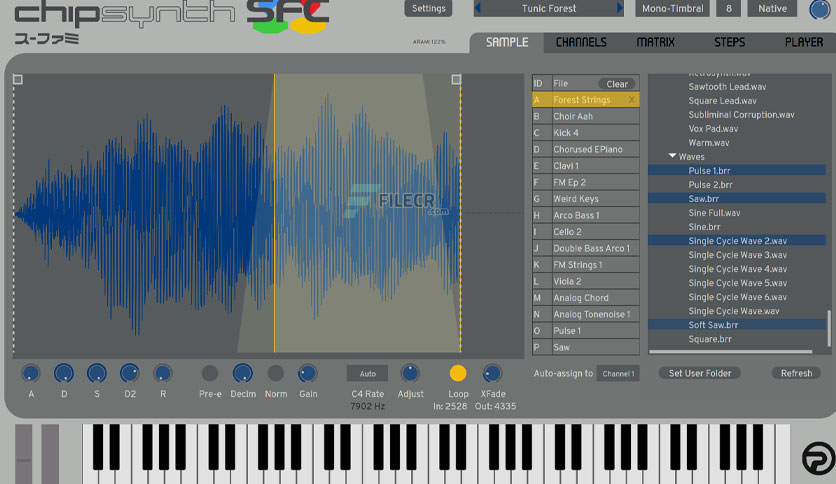 chipsynth SFC
スーファミ
Settings
Tunic Forest
Mono-Timbral
8
Native
ARAM: 122%
SAMPLE
CHANNELS
MATRIX
STEPS
PLAYER
ID File Clear
A Forest Strings X
B Choir Aah
C Kick 4
D Chorused EPiano
E Clavi 1
F FM Ep 2
G Weird Keys
H Arco Bass 1
I Cello 2
J Double Bass Arco 1
K FM Strings 1
L Viola 2
M Analog Chord
N Analog Tonenoise 1
O Pulse 1
P Saw
Retrosynth.wav
Sawtooth Lead.wav
Square Lead.wav
Subliminal Corruption.wav
Vox Pad.wav
Warm.wav
Waves
Pulse 1.brr
Pulse 2.brr
Saw.brr
Sine Full.wav
Sine.brr
Single Cycle Wave 2.wav
Single Cycle Wave 3.wav
Single Cycle Wave 4.wav
Single Cycle Wave 5.wav
Single Cycle Wave 6.wav
Single Cycle Wave.wav
Soft Saw.brr
Square.brr
FILECR
.com
A
D
S
D2
R
Pre-e
Decim
Norm
Gain
Auto
C4 Rate
7902 Hz
Adjust
Loop
In: 2528
XFade
Out: 4335
Auto-assign to
Channel 1
Set User Folder
Refresh